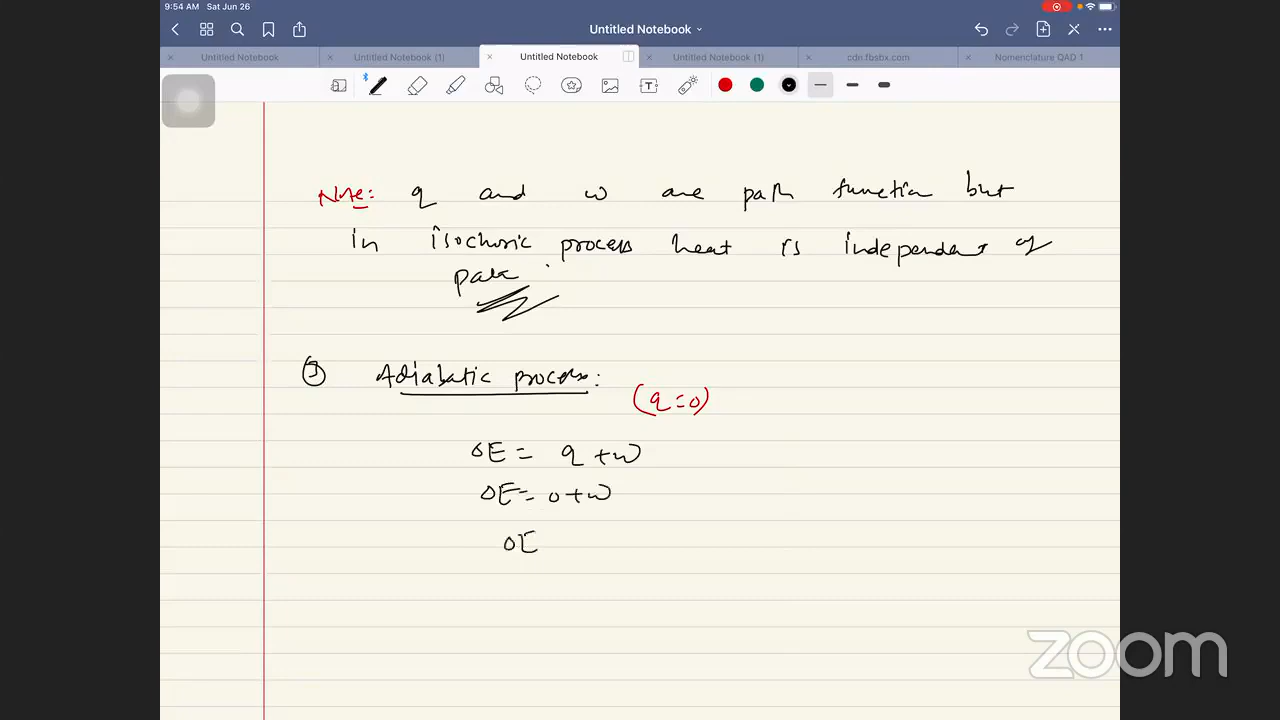 9:54 AM Sat Jun 26
Untitled Notebook
Untitled Notebook Untitled Notebook (1) Untitled Notebook Untitled Notebook (1) cdn.fbsbx.com Nomenclature QAD 1
Note: q and w are path function but
in isochoric process heat is independent of
path.
③ Adiabatic process:
(q=0)
ΔE = q + w
ΔE = 0 + w
ΔE
zoom